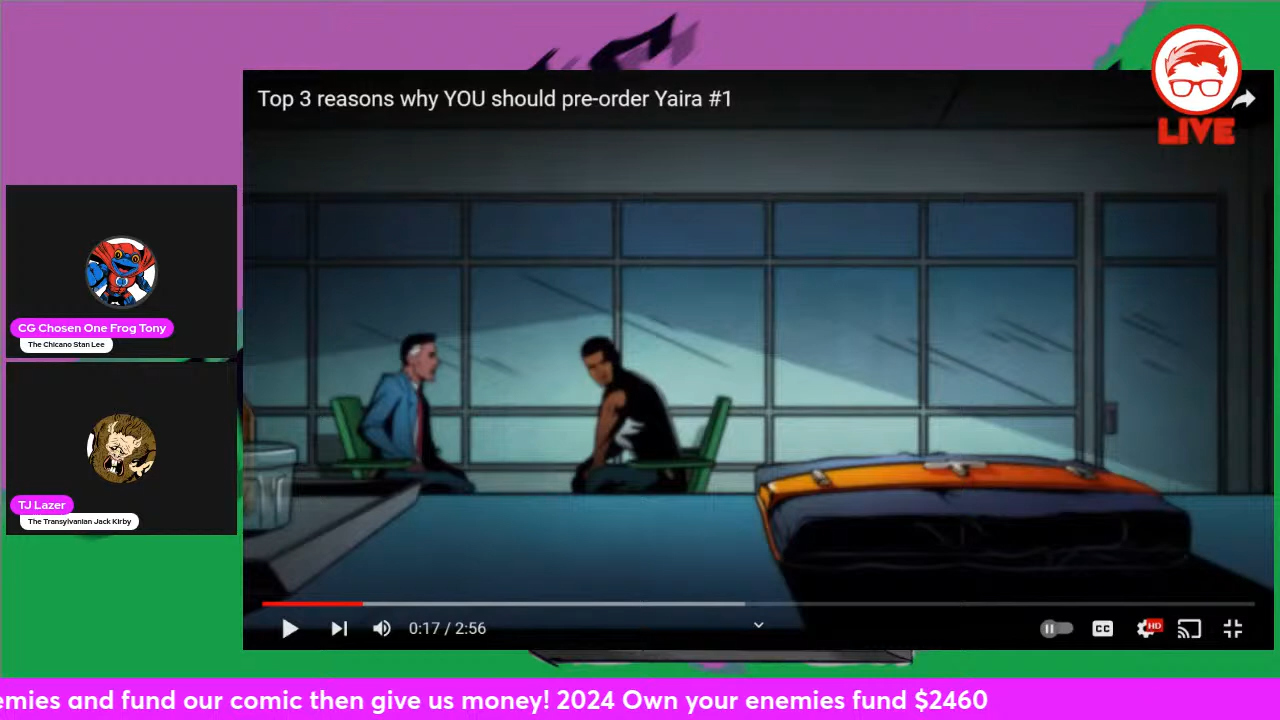 Top 3 reasons why YOU should pre-order Yaira #1
LIVE
CG Chosen One Frog Tony
The Chicano Stan Lee
TJ Lazer
The Transylvanian Jack Kirby
0:17 / 2:56
CC
HD
emies and fund our comic then give us money! 2024 Own your enemies fund $2460